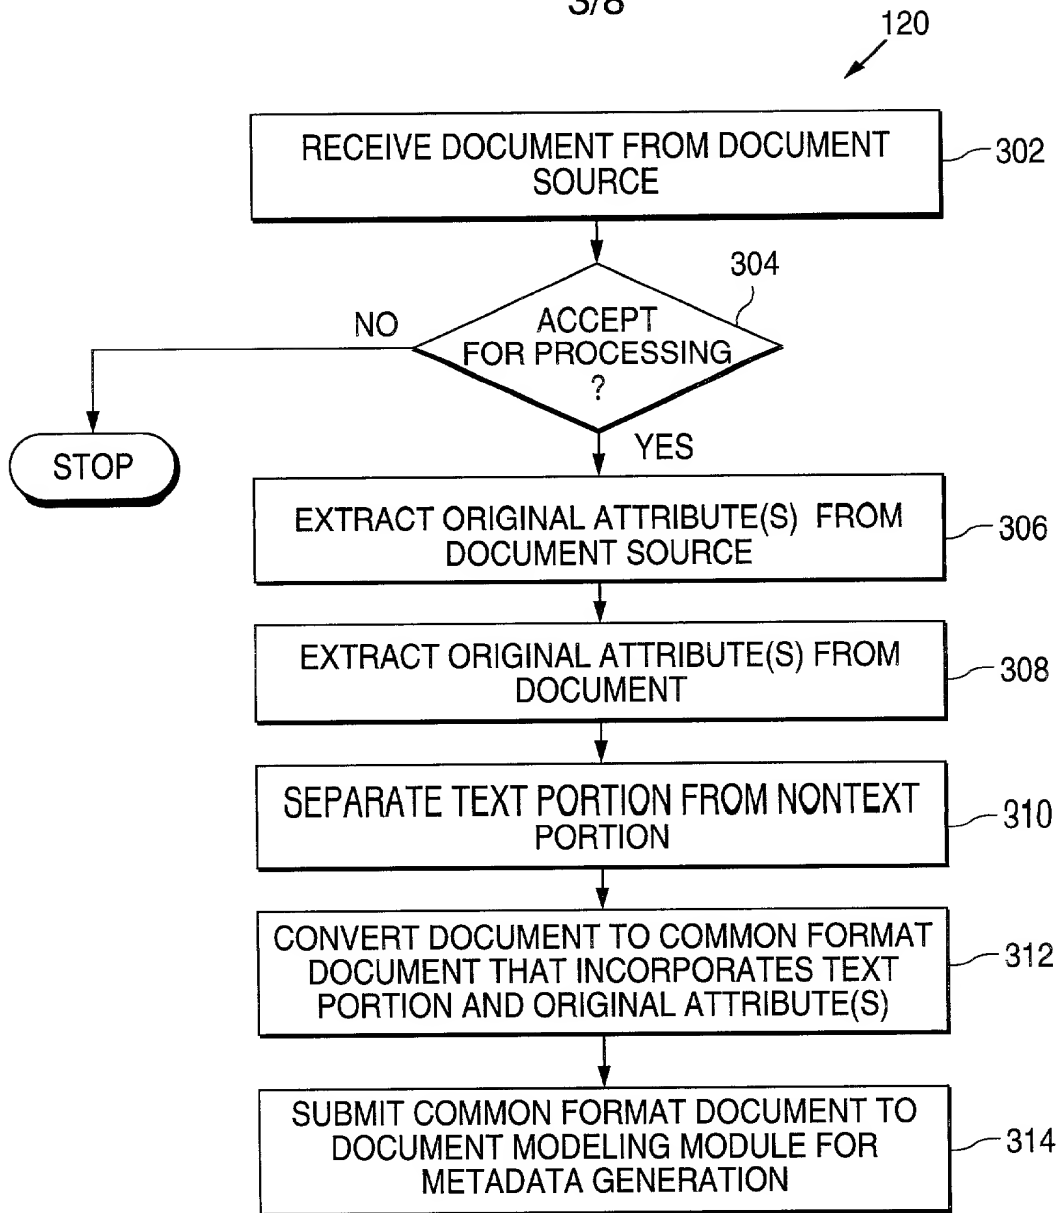 3/8
120
RECEIVE DOCUMENT FROM DOCUMENT
SOURCE
302
304
ACCEPT
FOR PROCESSING
?
NO
STOP
YES
EXTRACT ORIGINAL ATTRIBUTE(S) FROM
DOCUMENT SOURCE
306
EXTRACT ORIGINAL ATTRIBUTE(S) FROM
DOCUMENT
308
SEPARATE TEXT PORTION FROM NONTEXT
PORTION
310
CONVERT DOCUMENT TO COMMON FORMAT
DOCUMENT THAT INCORPORATES TEXT
PORTION AND ORIGINAL ATTRIBUTE(S)
312
SUBMIT COMMON FORMAT DOCUMENT TO
DOCUMENT MODELING MODULE FOR
METADATA GENERATION
314